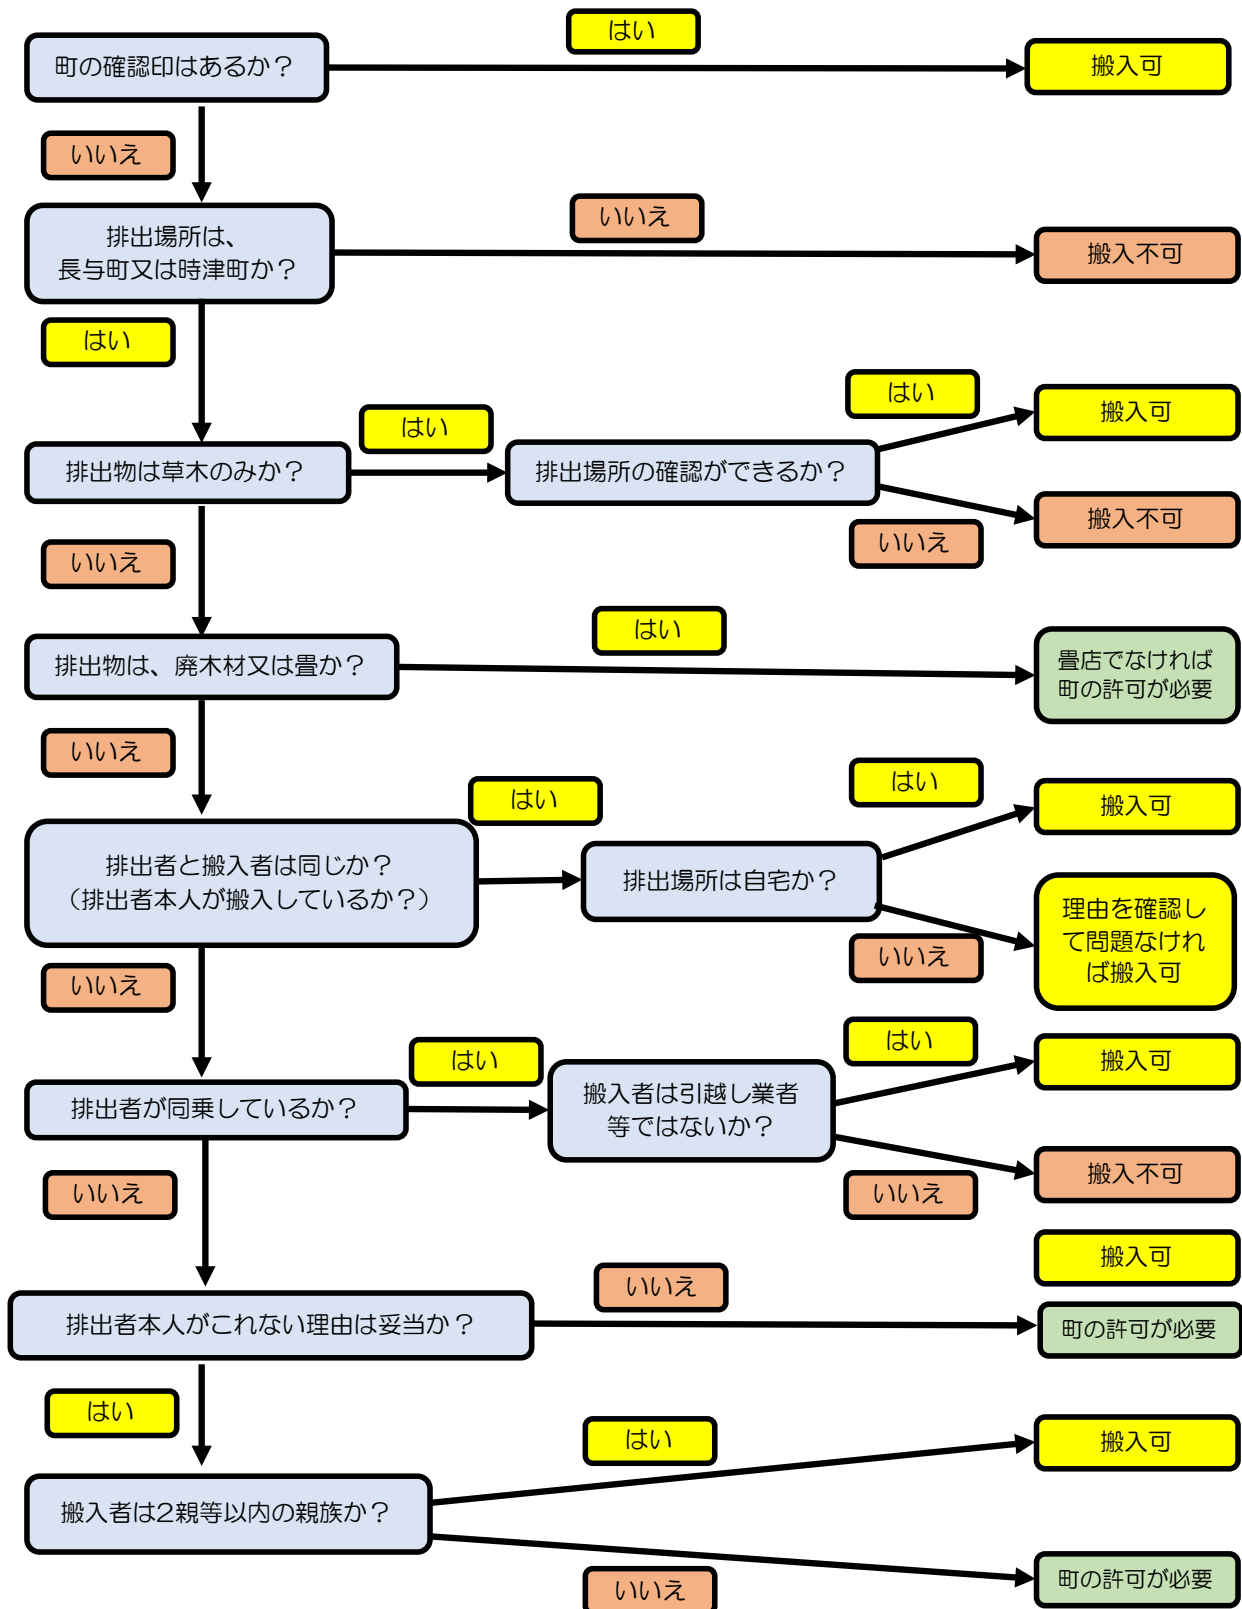 はい
町の確認印はあるか？
搬入可
いいえ
いいえ
排出場所は、
長与町又は時津町か？
搬入不可
はい
はい
はい
搬入可
排出物は草木のみか？
排出場所の確認ができるか？
搬入不可
いいえ
いいえ
はい
排出物は、廃木材又は畳か？
畳店でなければ
町の許可が必要
いいえ
はい
はい
搬入可
排出者と搬入者は同じか？
（排出者本人が搬入しているか？）
排出場所は自宅か？
理由を確認し
て問題なけれ
ば搬入可
いいえ
いいえ
はい
はい
搬入可
排出者が同乗しているか？
搬入者は引越し業者
等ではないか？
搬入不可
いいえ
いいえ
搬入可
いいえ
排出者本人がこれない理由は妥当か？
町の許可が必要
はい
はい
搬入可
搬入者は2親等以内の親族か？
町の許可が必要
いいえ